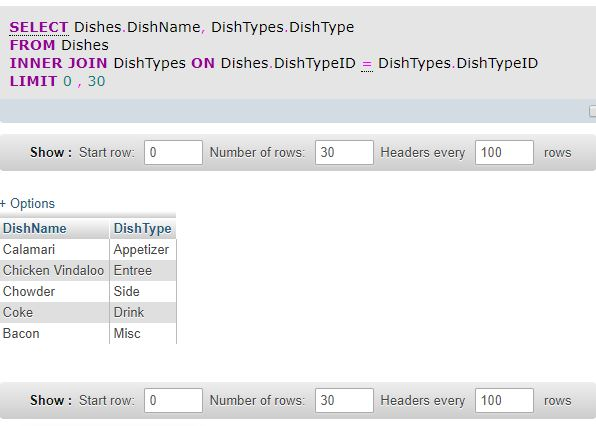 SELECT Dishes.DishName, DishTypes.DishType
FROM Dishes
INNER JOIN DishTypes ON Dishes.DishTypeID = DishTypes.DishTypeID
LIMIT 0 , 30
Show : Start row: 0 Number of rows: 30 Headers every 100 rows
+ Options
DishName DishType
Calamari Appetizer
Chicken Vindaloo Entree
Chowder Side
Coke Drink
Bacon Misc
Show : Start row: 0 Number of rows: 30 Headers every 100 rows